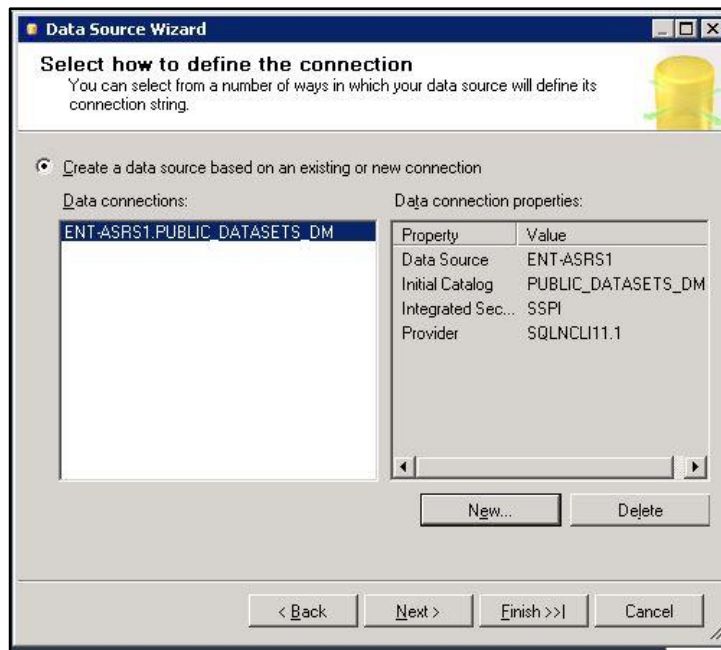 Data Source Wizard
Select how to define the connection
You can select from a number of ways in which your data source will define its
connection string.
Create a data source based on an existing or new connection
Data connections:
Data connection properties:
ENT-ASRS1.PUBLIC_DATASETS_DM
Property Value
Data Source ENT-ASRS1
Initial Catalog PUBLIC_DATASETS_DM
Integrated Sec... SSPI
Provider SQLNCLI11.1
New... Delete
< Back Next > Finish >>| Cancel